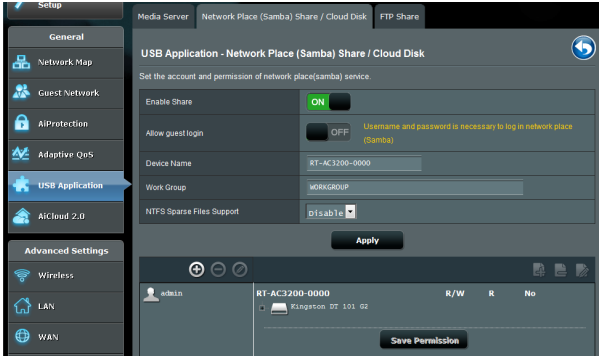 Setup
General
Network Map
Guest Network
AiProtection
Adaptive QoS
USB Application
AiCloud 2.0
Advanced Settings
Wireless
LAN
WAN
Media Server
Network Place (Samba) Share / Cloud Disk
FTP Share
USB Application - Network Place (Samba) Share / Cloud Disk
Set the account and permission of network place(samba) service.
Enable Share
ON
Allow guest login
OFF
Username and password is necessary to log in network place
(Samba)
Device Name
RT-AC3200-0000
Work Group
WORKGROUP
NTFS Sparse Files Support
Disable
Apply
admin
RT-AC3200-0000 R/W R No
Kingston DT 101 G2
Save Permission